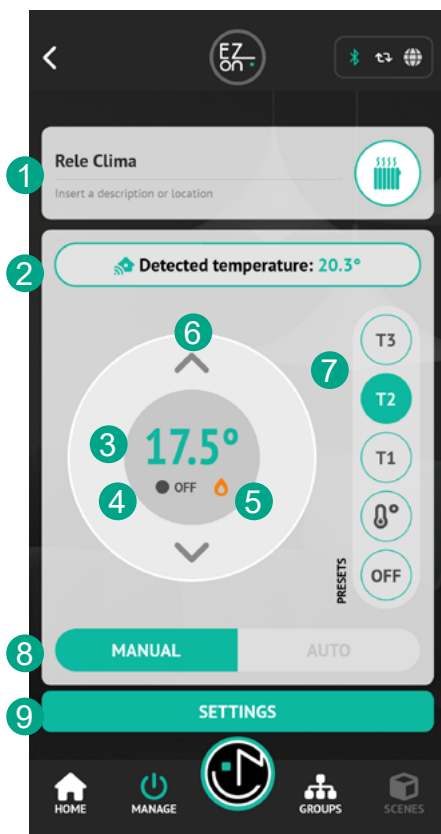 EZ
on
1
Rele Clima
Insert a description or location
2
Detected temperature: 20.3°
6
T3
7
T2
3
17.5°
T1
4
OFF
5
OFF
PRESETS
8
MANUAL
AUTO
9
SETTINGS
HOME
MANAGE
GROUPS
SCENES